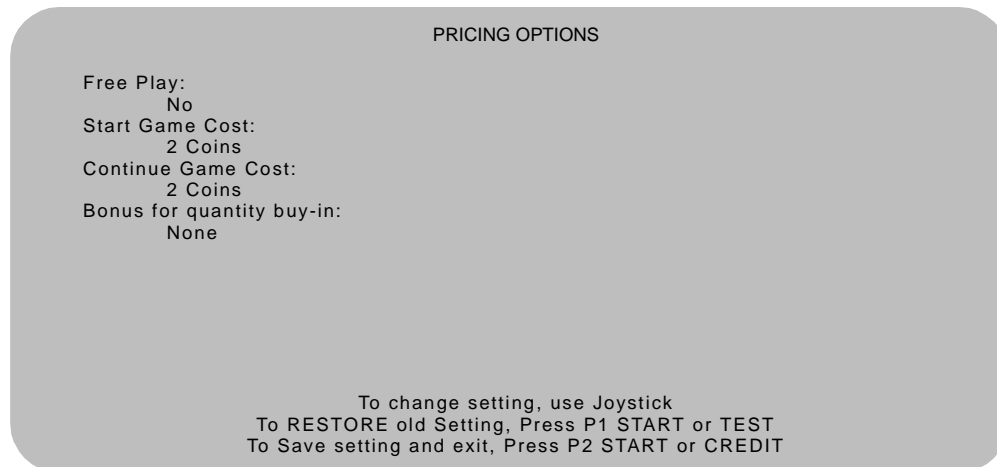 PRICING OPTIONS
Free Play:
No
Start Game Cost:
2 Coins
Continue Game Cost:
2 Coins
Bonus for quantity buy-in:
None
To change setting, use Joystick
To RESTORE old Setting, Press P1 START or TEST
To Save setting and exit, Press P2 START or CREDIT